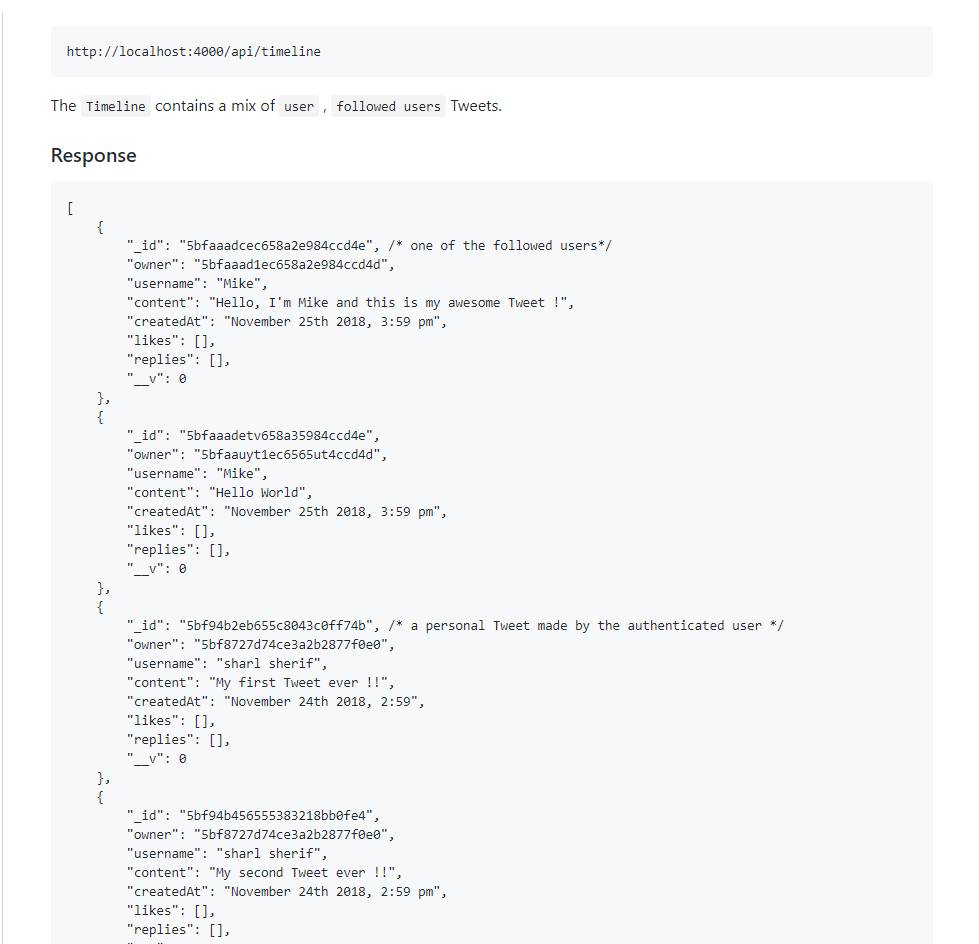 http://localhost:4000/api/timeline
The Timeline contains a mix of user , followed users Tweets.
Response
[
    {
        "_id": "5bfaaadcec658a2e984ccd4e", /* one of the followed users*/
        "owner": "5bfaaad1ec658a2e984ccd4d",
        "username": "Mike",
        "content": "Hello, I'm Mike and this is my awesome Tweet !",
        "createdAt": "November 25th 2018, 3:59 pm",
        "likes": [],
        "replies": [],
        "__v": 0
    },
    {
        "_id": "5bfaaadetv658a35984ccd4e",
        "owner": "5bfaauyt1ec6565ut4ccd4d",
        "username": "Mike",
        "content": "Hello World",
        "createdAt": "November 25th 2018, 3:59 pm",
        "likes": [],
        "replies": [],
        "__v": 0
    },
    {
        "_id": "5bf94b2eb655c8043c0ff74b", /* a personal Tweet made by the authenticated user */
        "owner": "5bf8727d74ce3a2b2877f0e0",
        "username": "sharl sherif",
        "content": "My first Tweet ever !!",
        "createdAt": "November 24th 2018, 2:59",
        "likes": [],
        "replies": [],
        "__v": 0
    },
    {
        "_id": "5bf94b456555383218bb0fe4",
        "owner": "5bf8727d74ce3a2b2877f0e0",
        "username": "sharl sherif",
        "content": "My second Tweet ever !!",
        "createdAt": "November 24th 2018, 2:59 pm",
        "likes": [],
        "replies": [],